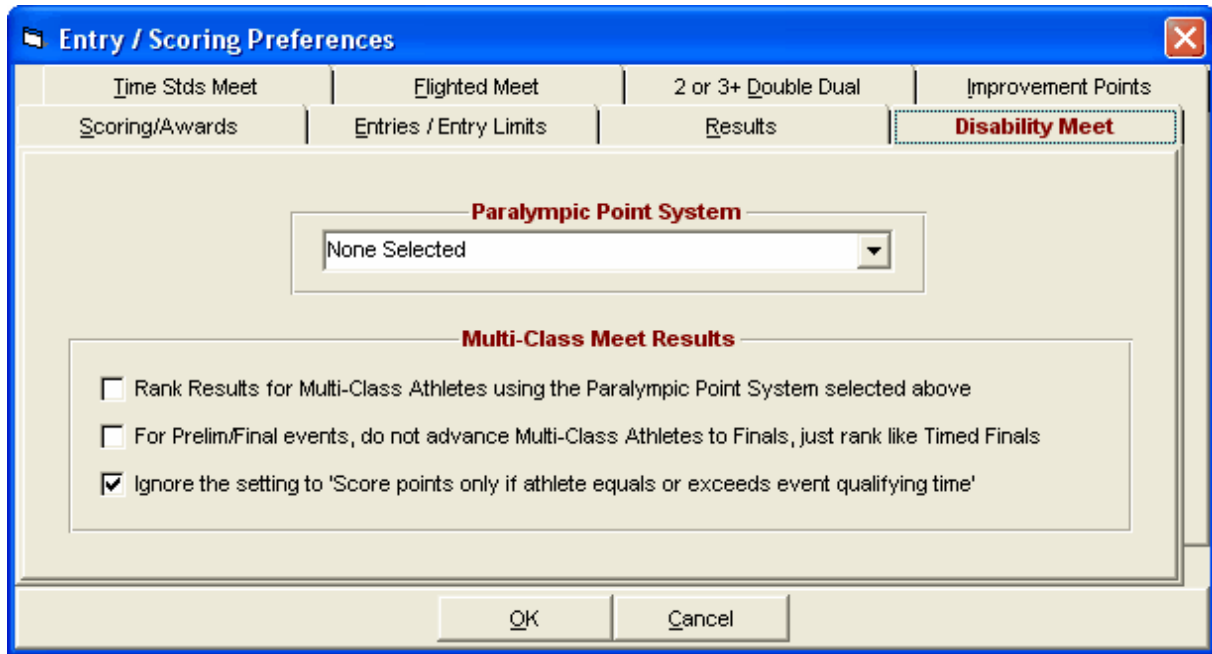 Entry / Scoring Preferences
Time Stds Meet
Flighted Meet
2 or 3+ Double Dual
Improvement Points
Scoring/Awards
Entries / Entry Limits
Results
Disability Meet
Paralympic Point System
None Selected
Multi-Class Meet Results
Rank Results for Multi-Class Athletes using the Paralympic Point System selected above
For Prelim/Final events, do not advance Multi-Class Athletes to Finals, just rank like Timed Finals
Ignore the setting to 'Score points only if athlete equals or exceeds event qualifying time'
OK
Cancel